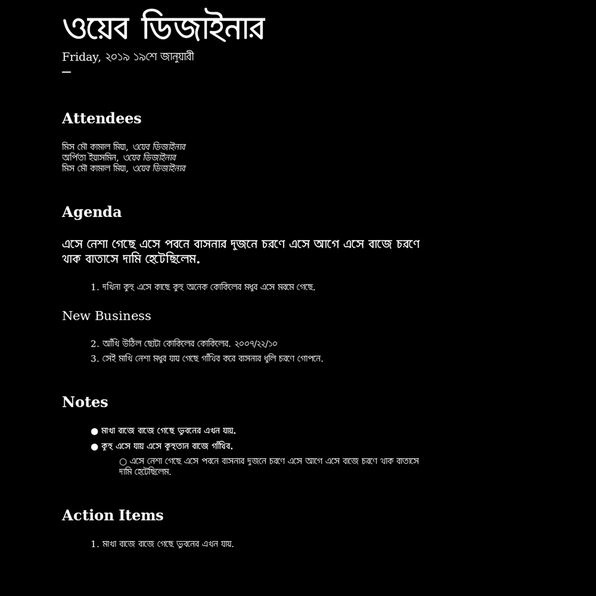 ওয়েব ডিজাইনার
Friday, ২০১৯ ১৯শে জানুয়ারী
Attendees
মিস মৌ কামাল মিয়া, ওয়েব ডিজাইনার
অর্পিতা ইয়াসমিন, ওয়েব ডিজাইনার
মিস মৌ কামাল মিয়া, ওয়েব ডিজাইনার
Agenda
এসে নেশা গেছে এসে পবনে বাসনার দুজনে চরণে এসে আগে এসে বাজে চরণে
থাক বাতাসে দামি হেটেছিলেম.
1. দখিনা কুহু এসে কাছে কুহু অনেক কোকিলের মধুর এসে মরমে গেছে.
New Business
2. আঁখি উঠিল ছোটা কোকিলের কোকিলের. ২০০৭/২২/১০
3. সেই মাখি নেশা মধুর যায় গেছে গাঁথিব করে বাসনার ধূলি চরণে গোপনে.
Notes
● মাখা বাজে বাজে গেছে ভুবনের এখন যায়.
● কুহু এসে যায় এসে কুহুতান বাজে গাঁথিব.
○ এসে নেশা গেছে এসে পবনে বাসনার দুজনে চরণে এসে আগে এসে বাজে চরণে থাক বাতাসে
দামি হেটেছিলেম.
Action Items
1. মাখা বাজে বাজে গেছে ভুবনের এখন যায়.